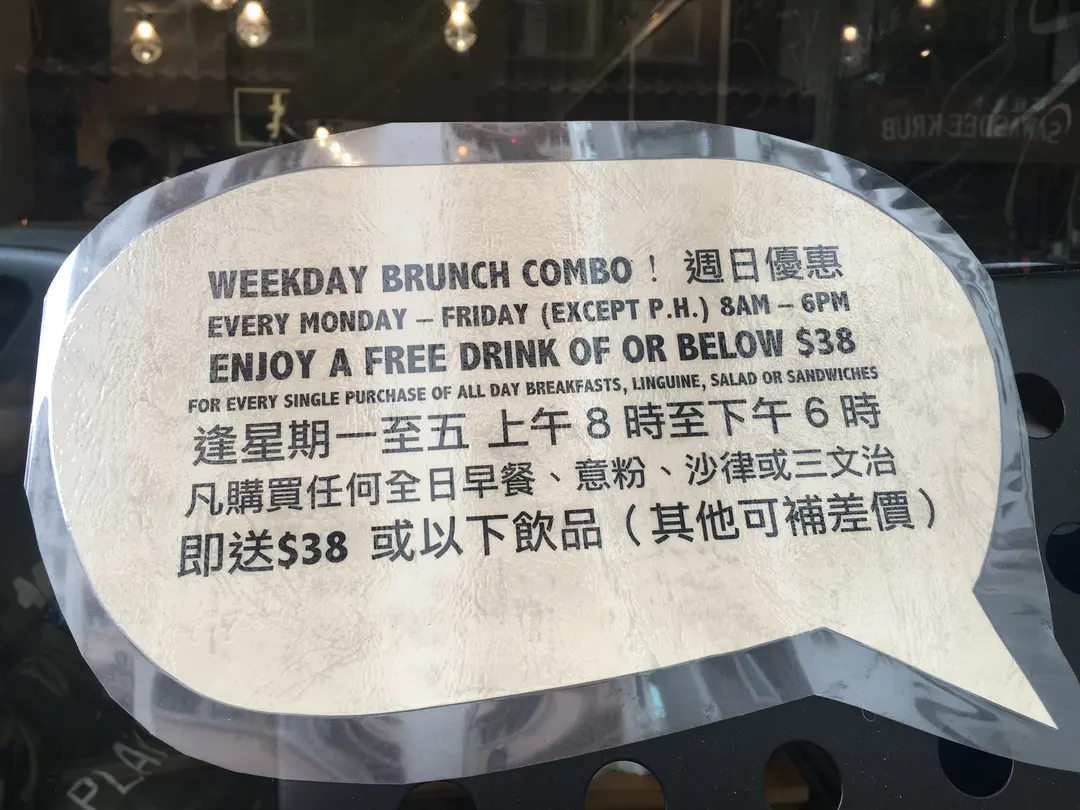 WEEKDAY BRUNCH COMBO！ 週日優惠
EVERY MONDAY – FRIDAY (EXCEPT P.H.) 8AM – 6PM
ENJOY A FREE DRINK OF OR BELOW $38
FOR EVERY SINGLE PURCHASE OF ALL DAY BREAKFASTS, LINGUINE, SALAD OR SANDWICHES
逢星期一至五 上午 8 時至下午 6 時
凡購買任何全日早餐、意粉、沙律或三文治
即送$38 或以下飲品（其他可補差價）